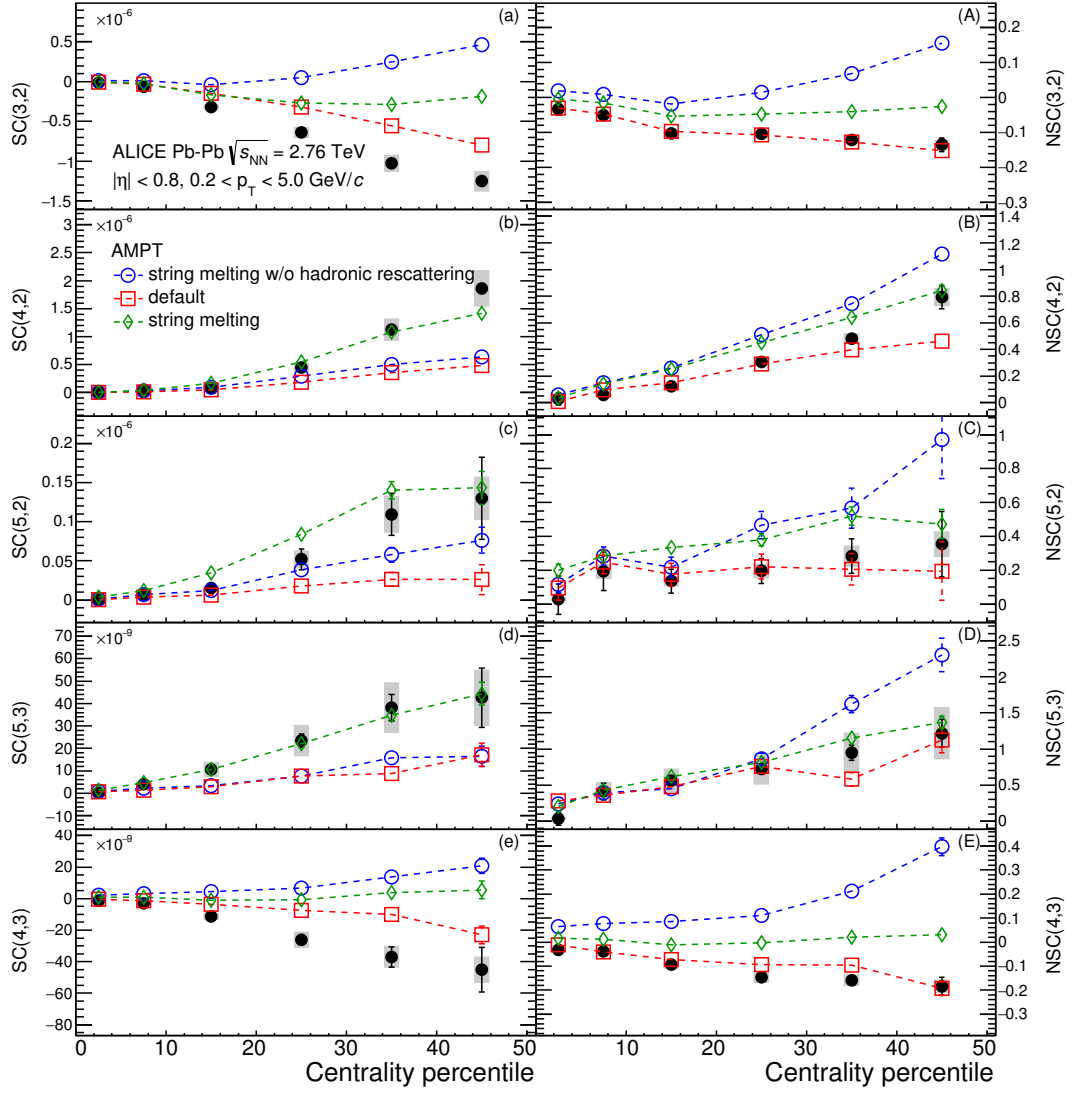 ×10⁻⁶
(a)
SC(3,2)
0.5
0
−0.5
−1
−1.5
ALICE Pb-Pb √s_NN = 2.76 TeV
|η| < 0.8, 0.2 < p_T < 5.0 GeV/c
(A)
0.2
0.1
0
−0.1
−0.2
−0.3
NSC(3,2)
×10⁻⁶
(b)
SC(4,2)
3
2.5
2
1.5
1
0.5
0
AMPT
string melting w/o hadronic rescattering
default
string melting
(B)
1.4
1.2
1
0.8
0.6
0.4
0.2
0
NSC(4,2)
×10⁻⁶
(c)
SC(5,2)
0.2
0.15
0.1
0.05
0
(C)
1
0.8
0.6
0.4
0.2
0
NSC(5,2)
×10⁻⁹
(d)
SC(5,3)
70
60
50
40
30
20
10
0
−10
(D)
2.5
2
1.5
1
0.5
0
NSC(5,3)
×10⁻⁹
(e)
SC(4,3)
40
20
0
−20
−40
−60
−80
(E)
0.4
0.3
0.2
0.1
0
−0.1
−0.2
−0.3
NSC(4,3)
0 10 20 30 40 50
10 20 30 40 50
Centrality percentile
Centrality percentile